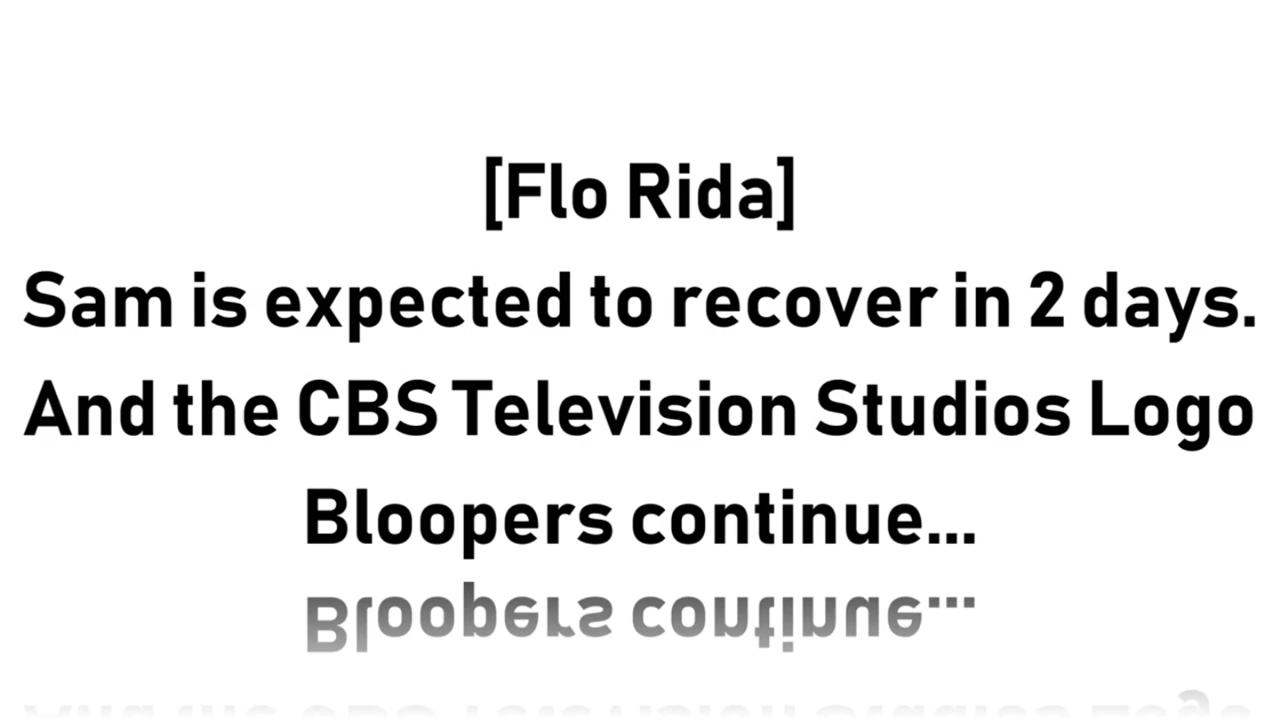 [Flo Rida]
Sam is expected to recover in 2 days.
And the CBS Television Studios Logo
Bloopers continue...